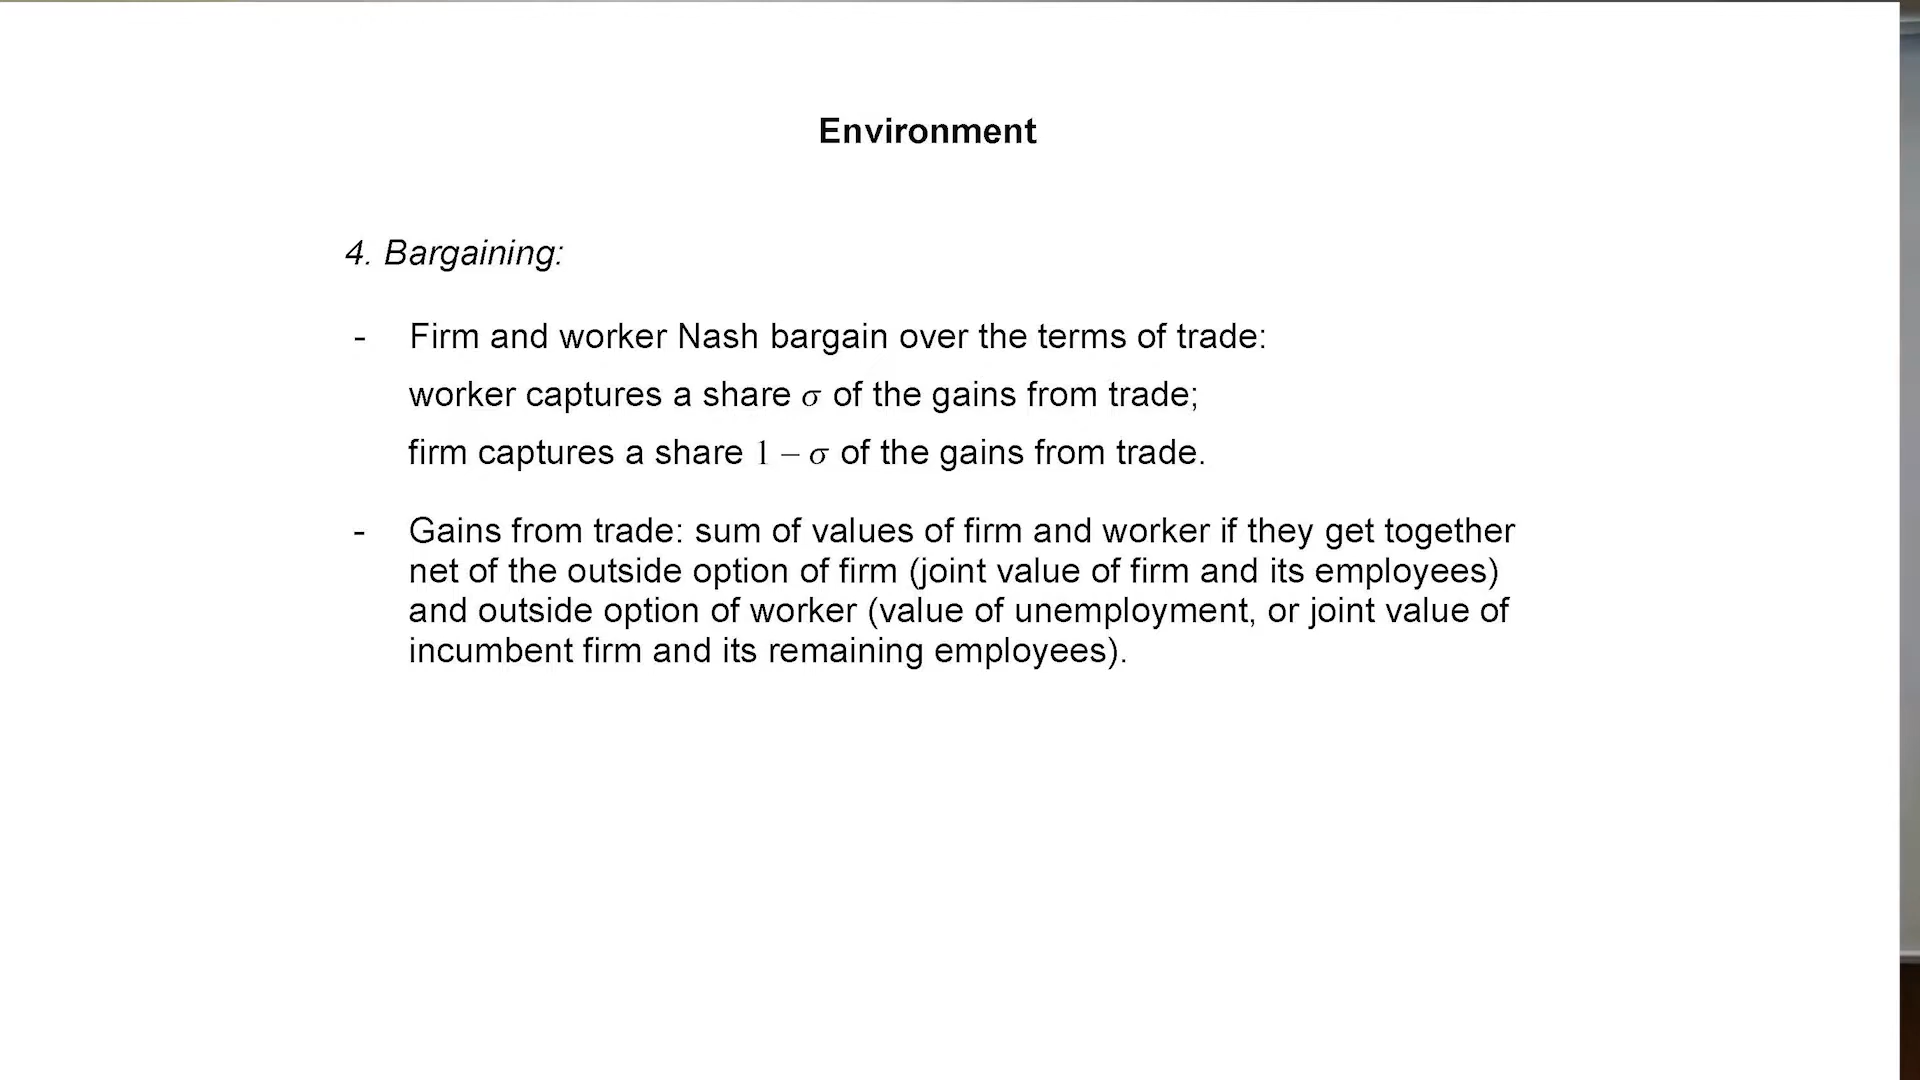 Environment
4. Bargaining:
- Firm and worker Nash bargain over the terms of trade:
worker captures a share σ of the gains from trade;
firm captures a share 1 − σ of the gains from trade.
- Gains from trade: sum of values of firm and worker if they get together
net of the outside option of firm (joint value of firm and its employees)
and outside option of worker (value of unemployment, or joint value of
incumbent firm and its remaining employees).